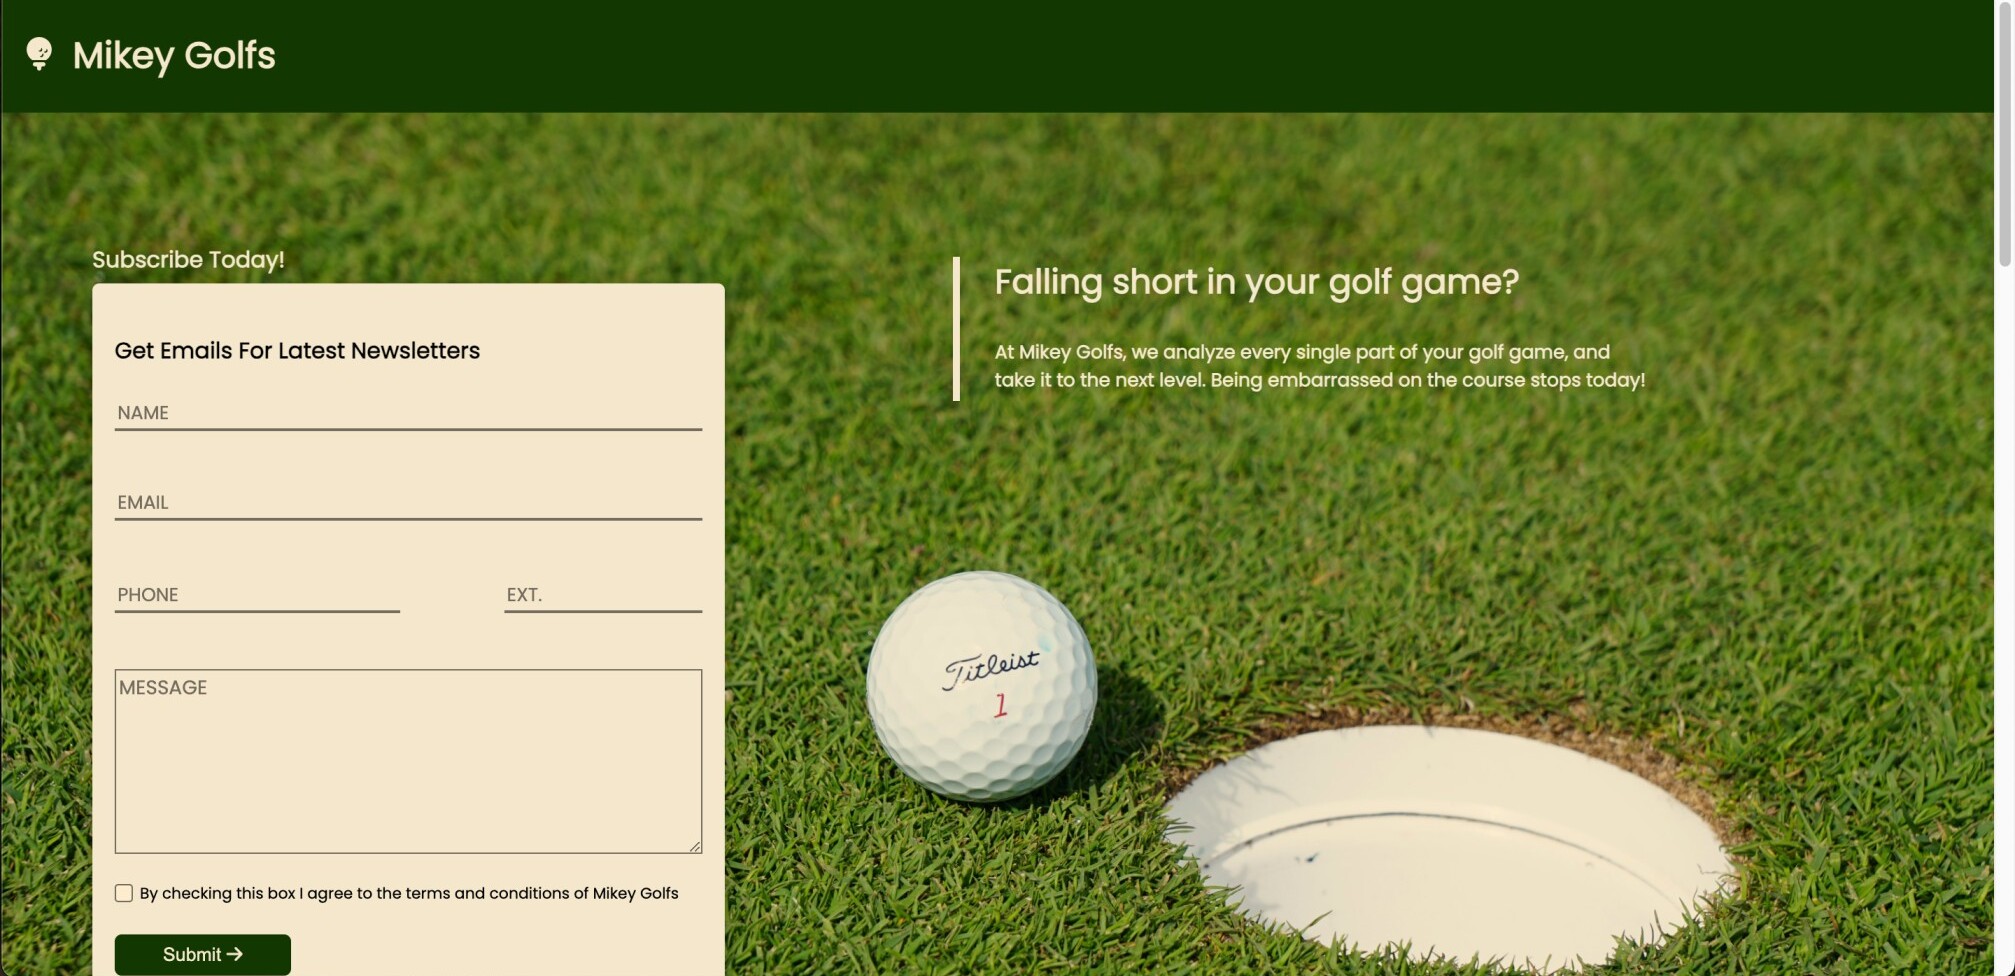 Mikey Golfs
Subscribe Today!
Get Emails For Latest Newsletters
NAME
EMAIL
PHONE
EXT.
MESSAGE
By checking this box I agree to the terms and conditions of Mikey Golfs
Submit →
Falling short in your golf game?
At Mikey Golfs, we analyze every single part of your golf game, and
take it to the next level. Being embarrassed on the course stops today!
Titleist
1